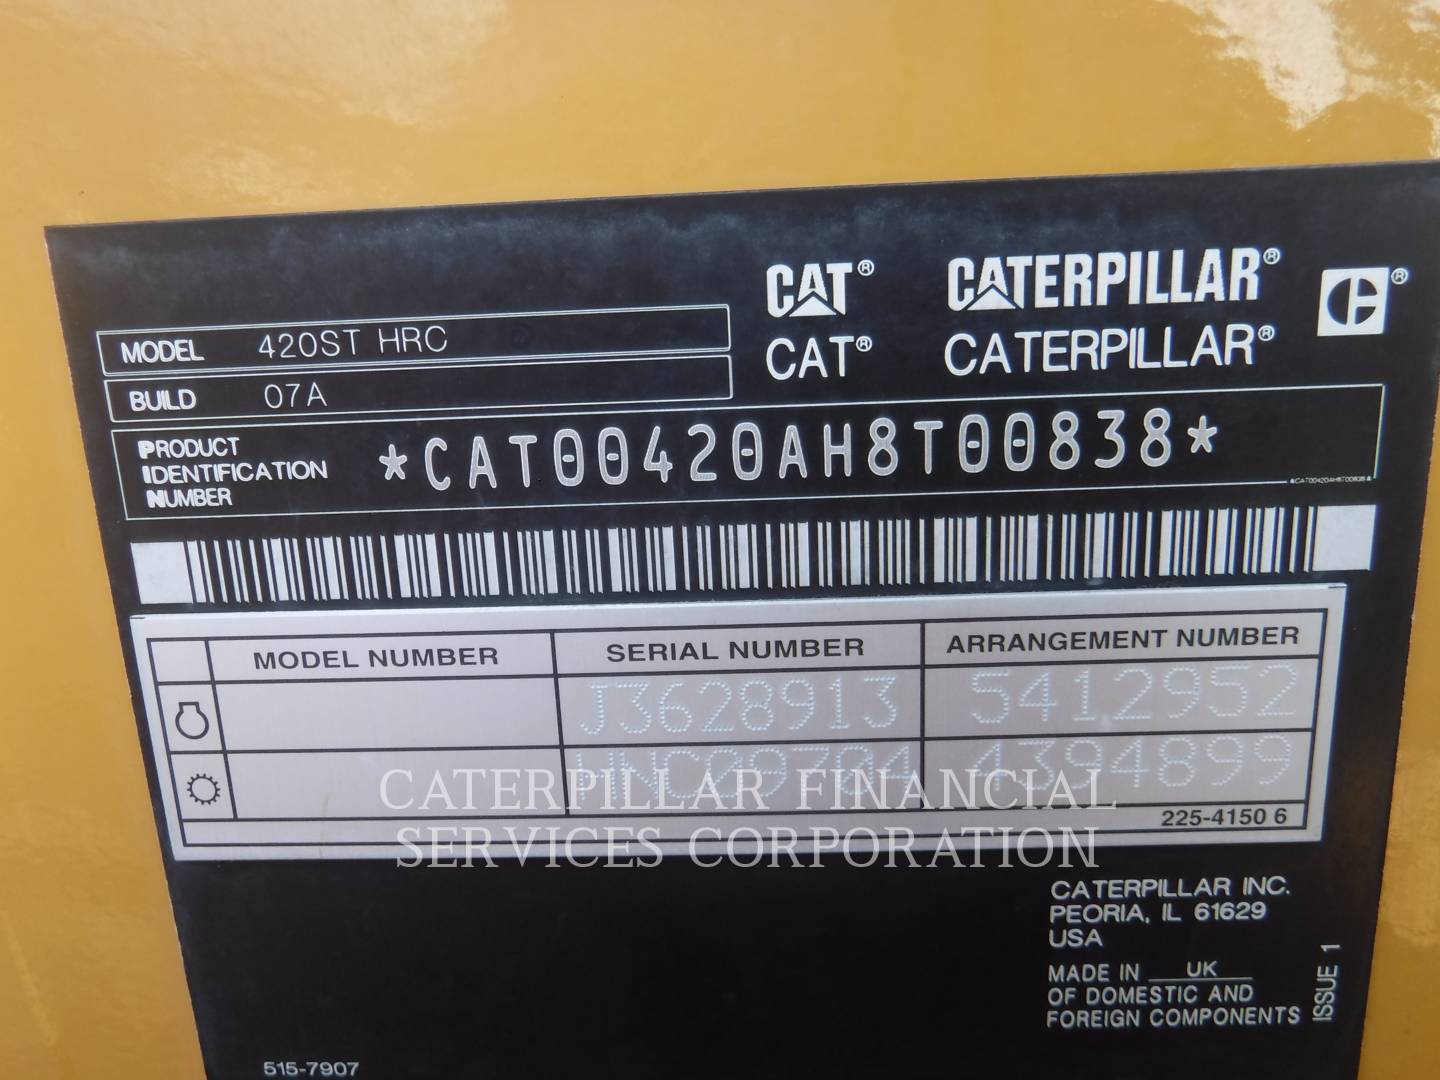 CAT® CATERPILLAR® C®
CAT® CATERPILLAR®
MODEL 420ST HRC
BUILD 07A
PRODUCT IDENTIFICATION NUMBER *CAT00420AH8T00838*
*CAT00420AH8T00838*
MODEL NUMBER SERIAL NUMBER ARRANGEMENT NUMBER
J3628913 5412952
HNC09704 4394899
CATERPILLAR FINANCIAL
225-4150 6
SERVICES CORPORATION
CATERPILLAR INC.
PEORIA, IL 61629
USA
MADE IN UK
OF DOMESTIC AND
FOREIGN COMPONENTS
ISSUE 1
515-7907